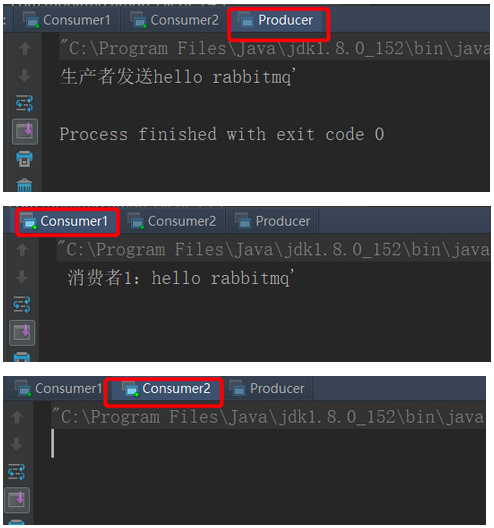 Consumer1 Consumer2 Producer
"C:\Program Files\Java\jdk1.8.0_152\bin\java
生产者发送hello rabbitmq'
Process finished with exit code 0
Consumer1 Consumer2 Producer
"C:\Program Files\Java\jdk1.8.0_152\bin\java
消费者1：hello rabbitmq'
Consumer1 Consumer2 Producer
"C:\Program Files\Java\jdk1.8.0_152\bin\java